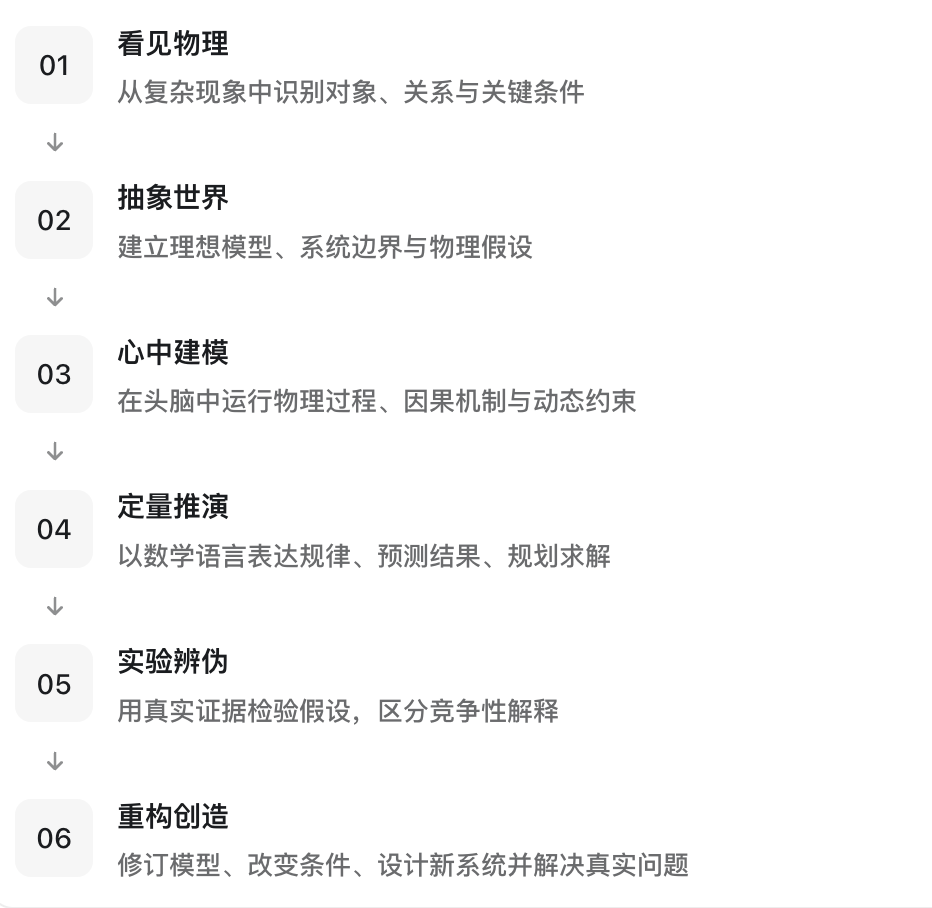 01
看见物理
从复杂现象中识别对象、关系与关键条件
↓
02
抽象世界
建立理想模型、系统边界与物理假设
↓
03
心中建模
在头脑中运行物理过程、因果机制与动态约束
↓
04
定量推演
以数学语言表达规律、预测结果、规划求解
↓
05
实验辨伪
用真实证据检验假设，区分竞争性解释
↓
06
重构创造
修订模型、改变条件、设计新系统并解决真实问题